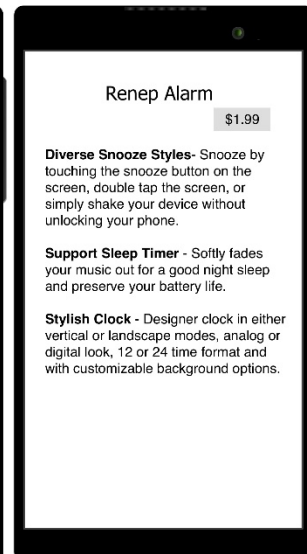 Renep Alarm
$1.99
Diverse Snooze Styles- Snooze by
touching the snooze button on the
screen, double tap the screen, or
simply shake your device without
unlocking your phone.
Support Sleep Timer - Softly fades
your music out for a good night sleep
and preserve your battery life.
Stylish Clock - Designer clock in either
vertical or landscape modes, analog or
digital look, 12 or 24 time format and
with customizable background options.